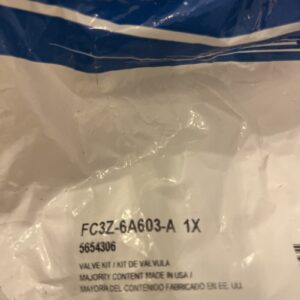 FC3Z-6A603-A 1X
5654306
VALVE KIT / KIT DE VALVULA
MAJORITY CONTENT MADE IN USA /
MAYORIA DEL CONTENIDO FABRICADO EN EE. UU.